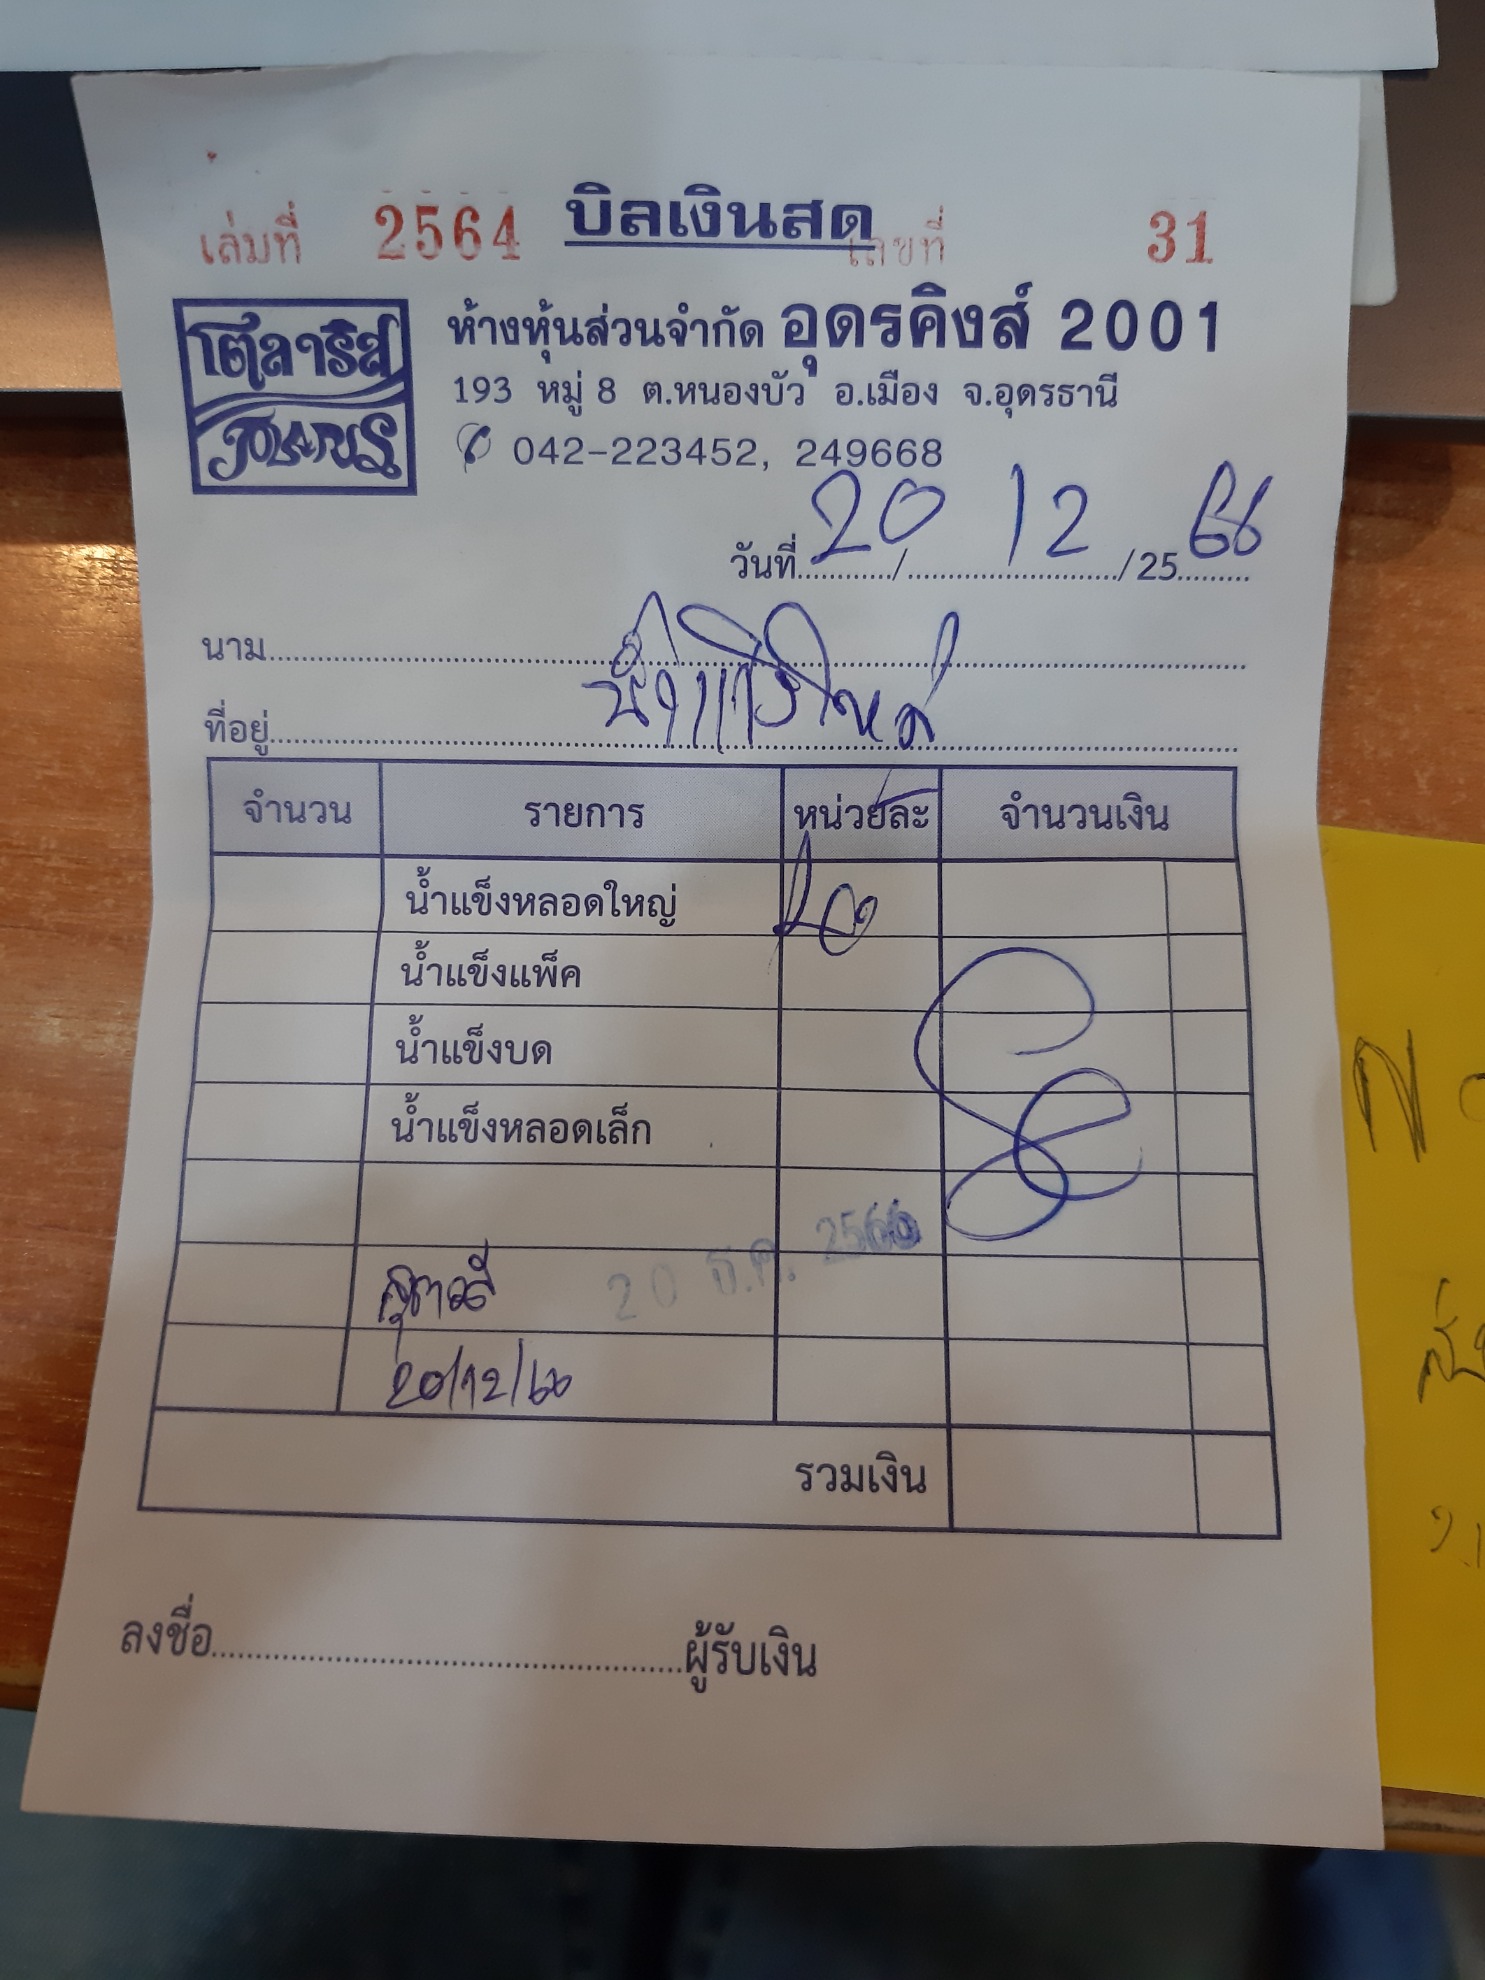 เล่มที่ 2564 บิลเงินสด เลขที่ 31
โตลาริส
POLARIS
ห้างหุ้นส่วนจำกัด อุดรคิงส์ 2001
193 หมู่ 8 ต.หนองบัว อ.เมือง จ.อุดรธานี
042-223452, 249668
วันที่ 20 / 12 / 25 66
นาม
ที่อยู่
จำนวน รายการ หน่วยละ จำนวนเงิน
น้ำแข็งหลอดใหญ่
น้ำแข็งแพ็ค
น้ำแข็งบด
น้ำแข็งหลอดเล็ก
20 ธ.ค. 2566
20/12/66
รวมเงิน
ลงชื่อ ผู้รับเงิน